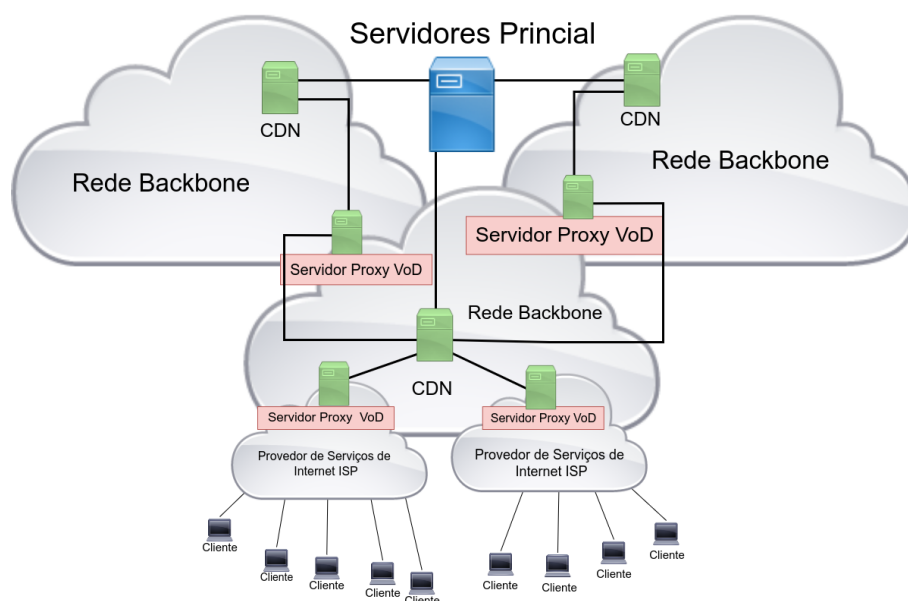 Servidores Princial
CDN
CDN
Rede Backbone
Rede Backbone
Servidor Proxy VoD
Servidor Proxy VoD
Rede Backbone
CDN
Servidor Proxy VoD
Servidor Proxy VoD
Provedor de Serviços de
Internet ISP
Provedor de Serviços de
Internet ISP
Cliente
Cliente
Cliente
Cliente
Cliente
Cliente
Cliente
Cliente
Cliente